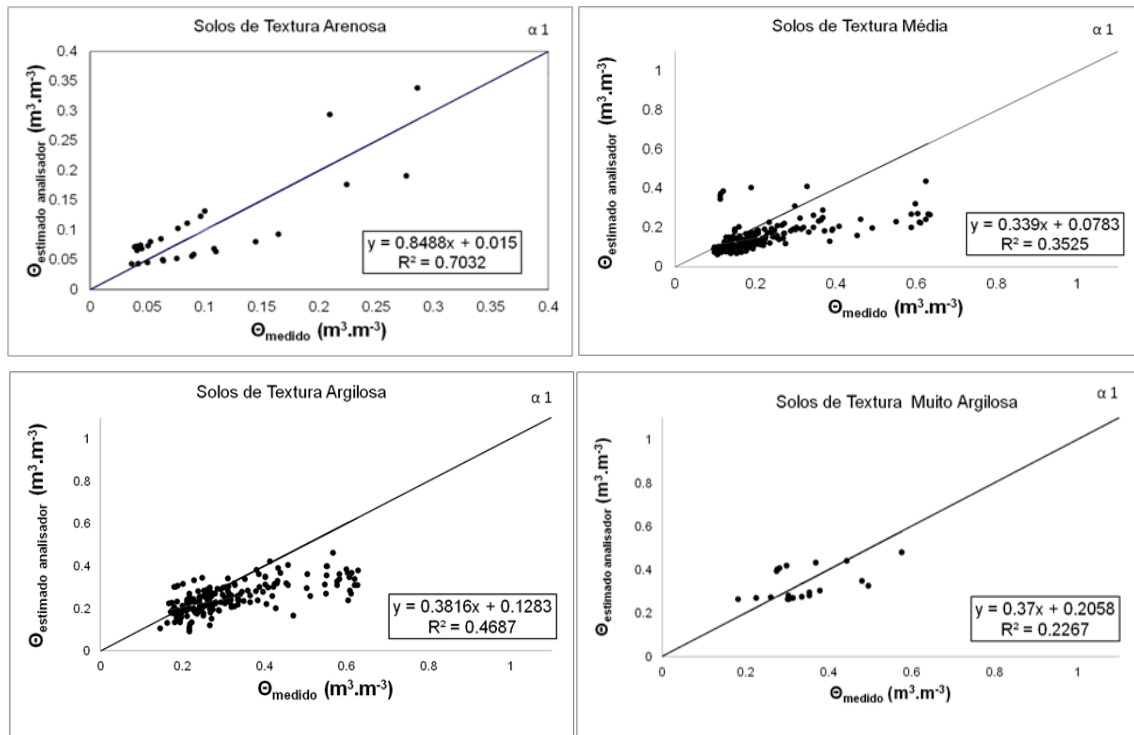 Solos de Textura Arenosa
α 1
Θestimado analisador (m³.m⁻³)
0.4
0.35
0.3
0.25
0.2
0.15
0.1
0.05
0
y = 0.8488x + 0.015
R² = 0.7032
0 0.05 0.1 0.15 0.2 0.25 0.3 0.35 0.4
Θmedido (m³.m⁻³)
Solos de Textura Média
α 1
Θestimado analisador (m³.m⁻³)
1
0.8
0.6
0.4
0.2
0
y = 0.339x + 0.0783
R² = 0.3525
0 0.2 0.4 0.6 0.8 1
Θmedido (m³.m⁻³)
Solos de Textura Argilosa
α 1
Θestimado analisador (m³.m⁻³)
1
0.8
0.6
0.4
0.2
0
y = 0.3816x + 0.1283
R² = 0.4687
0 0.2 0.4 0.6 0.8 1
Θmedido (m³.m⁻³)
Solos de Textura Muito Argilosa
α 1
Θestimado analisador (m³.m⁻³)
1
0.8
0.6
0.4
0.2
0
y = 0.37x + 0.2058
R² = 0.2267
0 0.2 0.4 0.6 0.8 1
Θmedido (m³.m⁻³)